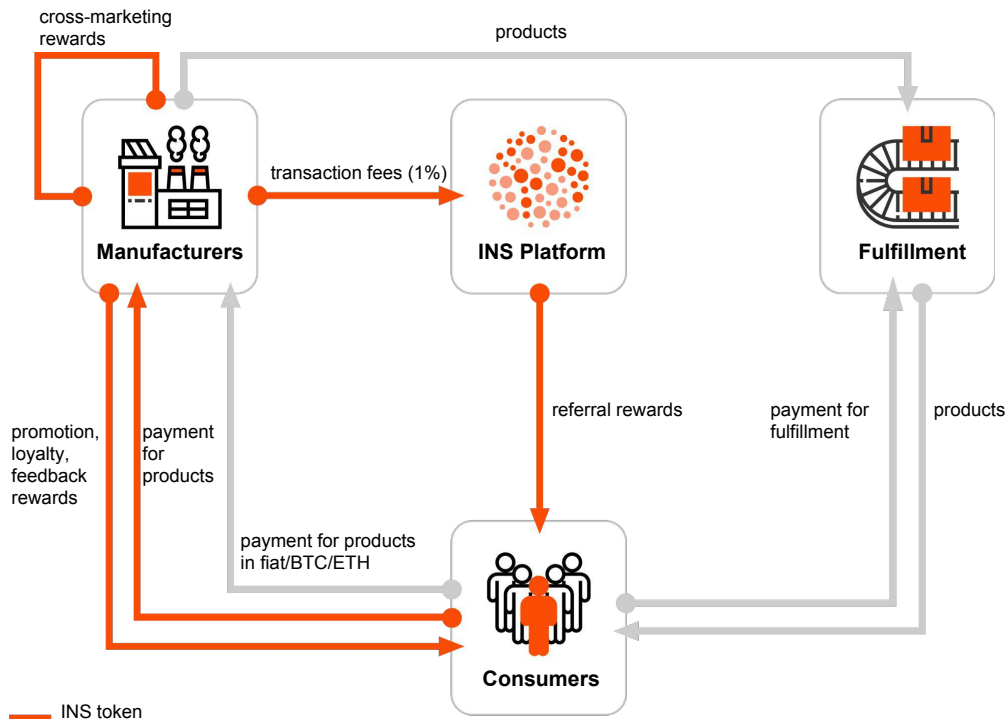 cross-marketing
rewards
products
transaction fees (1%)
Manufacturers
INS Platform
Fulfillment
promotion,
loyalty,
feedback
rewards
payment
for
products
referral rewards
payment for
fulfillment
products
payment for products
in fiat/BTC/ETH
Consumers
INS token